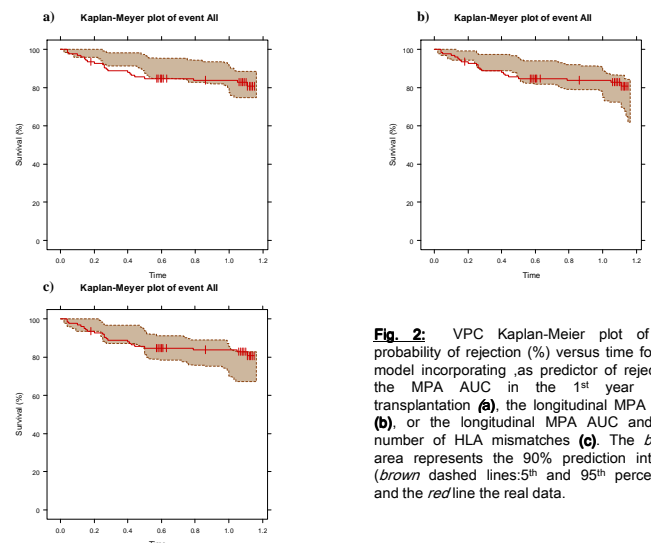 a) Kaplan-Meyer plot of event All
100
80
60
40
20
0
Survival (%)
0.0 0.2 0.4 0.6 0.8 1.0 1.2
Time
b) Kaplan-Meyer plot of event All
100
80
60
40
20
0
Survival (%)
0.0 0.2 0.4 0.6 0.8 1.0 1.2
Time
c) Kaplan-Meyer plot of event All
100
80
60
40
20
0
Survival (%)
0.0 0.2 0.4 0.6 0.8 1.0 1.2
Time
Fig. 2: VPC Kaplan-Meier plot of
probability of rejection (%) versus time fo
model incorporating ,as predictor of rejec
the MPA AUC in the 1st year
transplantation (a), the longitudinal MPA
(b), or the longitudinal MPA AUC and
number of HLA mismatches (c). The b
area represents the 90% prediction int
(brown dashed lines:5th and 95th perce
and the red line the real data.